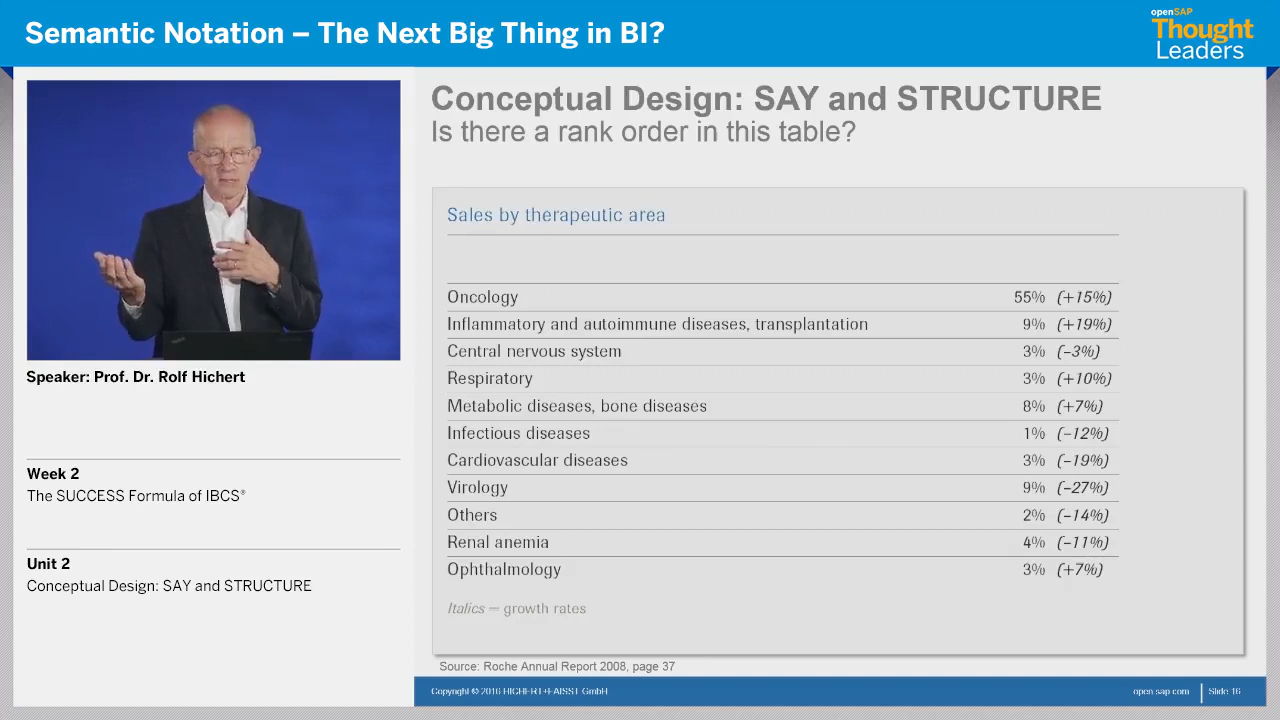 Semantic Notation – The Next Big Thing in BI?
openSAP
Thought
Leaders
Speaker: Prof. Dr. Rolf Hichert
Week 2
The SUCCESS Formula of IBCS®
Unit 2
Conceptual Design: SAY and STRUCTURE
Conceptual Design: SAY and STRUCTURE
Is there a rank order in this table?
Sales by therapeutic area
Oncology 55% (+15%)
Inflammatory and autoimmune diseases, transplantation 9% (+19%)
Central nervous system 3% (–3%)
Respiratory 3% (+10%)
Metabolic diseases, bone diseases 8% (+7%)
Infectious diseases 1% (–12%)
Cardiovascular diseases 3% (–19%)
Virology 9% (–27%)
Others 2% (–14%)
Renal anemia 4% (–11%)
Ophthalmology 3% (+7%)
Italics = growth rates
Source: Roche Annual Report 2008, page 37
Copyright © 2016 HICHERT+FAISST GmbH
open.sap.com Slide 16